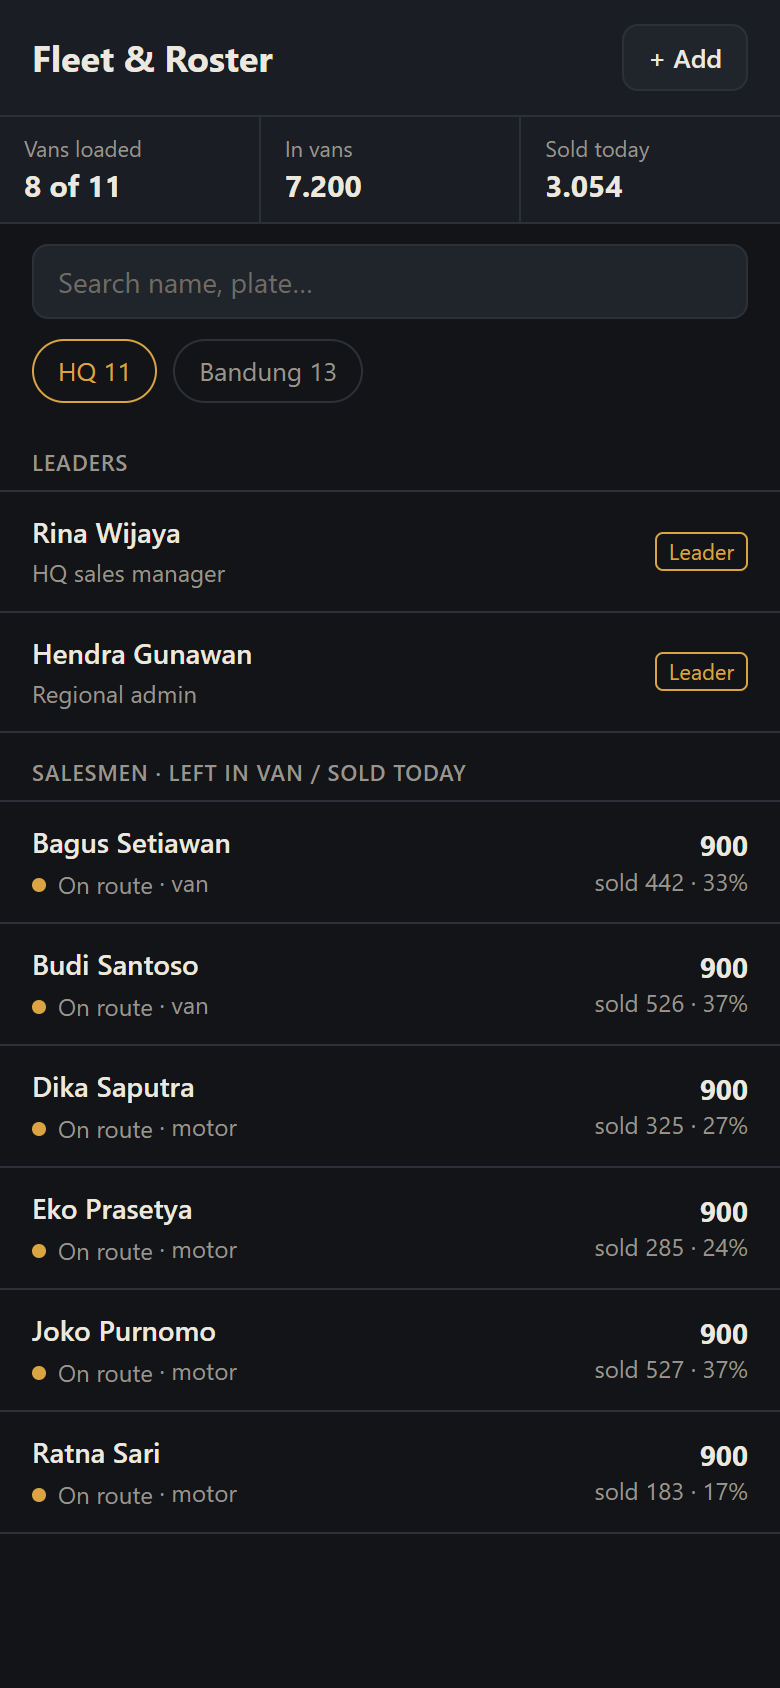 Fleet & Roster
+ Add
Vans loaded
8 of 11
In vans
7.200
Sold today
3.054
Search name, plate...
HQ 11
Bandung 13
LEADERS
Rina Wijaya
HQ sales manager
Leader
Hendra Gunawan
Regional admin
Leader
SALESMEN · LEFT IN VAN / SOLD TODAY
Bagus Setiawan
900
On route · van
sold 442 · 33%
Budi Santoso
900
On route · van
sold 526 · 37%
Dika Saputra
900
On route · motor
sold 325 · 27%
Eko Prasetya
900
On route · motor
sold 285 · 24%
Joko Purnomo
900
On route · motor
sold 527 · 37%
Ratna Sari
900
On route · motor
sold 183 · 17%